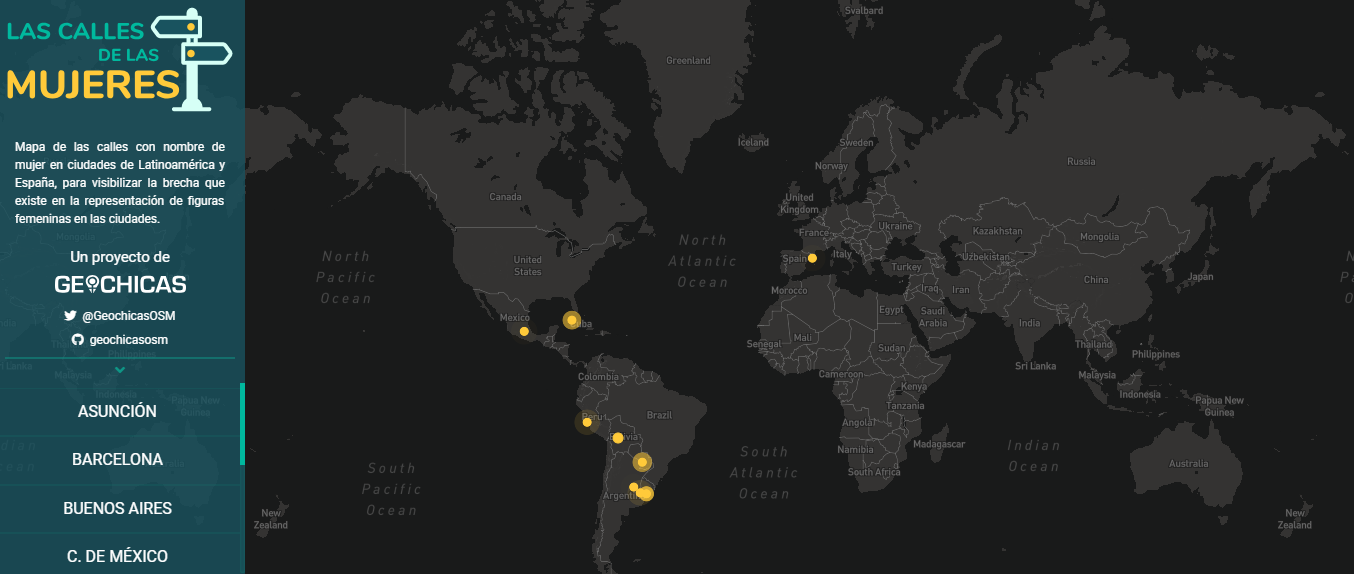 LAS CALLES
DE LAS
MUJERES
Mapa de las calles con nombre de
mujer en ciudades de Latinoamérica y
España, para visibilizar la brecha que
existe en la representación de figuras
femeninas en las ciudades.
Un proyecto de
GEOCHICAS
@GeochicasOSM
geochicasosm
ASUNCIÓN
BARCELONA
BUENOS AIRES
C. DE MÉXICO
Svalbard
Greenland
Iceland
Sweden
Norway
Russia
Canada
United
Kingdom
France
Ukraine
Kazakhstan
Mongolia
North
Pacific
Ocean
United
States
North
Atlantic
Ocean
Spain
Italy
Uzbekistan
Turkey
China
Japan
Morocco
Iraq
Iran
Egypt
Saudi
Arabia
India
Mexico
Mali
Senegal
Sudan
Thailand
Philippines
Sri Lanka
Malaysia
Cameroon
Colombia
Kenya
Indonesia
Papua New
Guinea
Tanzania
Peru
Brazil
Angola
Bolivia
Madagascar
Namibia
South
Atlantic
Ocean
Indian
Ocean
South
Pacific
Ocean
South Africa
Australia
Argentina
New
Zealand
New
Zealand